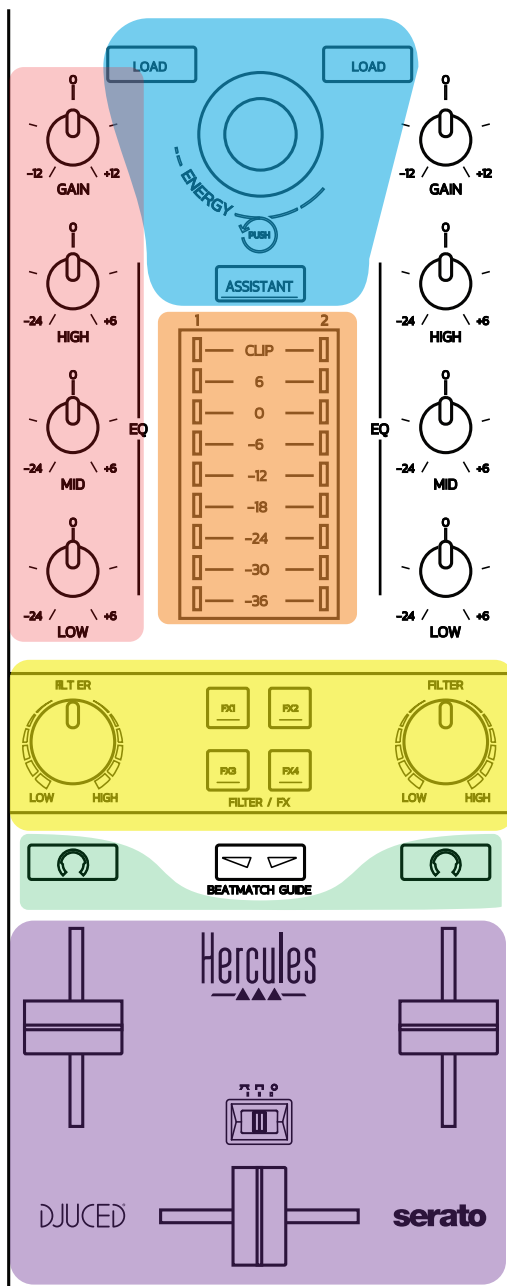 LOAD LOAD
0 0
-12 +12 -12 +12
GAIN GAIN
ENERGY
PUSH
ASSISTANT
0 0
-24 +6 -24 +6
HIGH HIGH
1 2
CLIP
6
0
-6
-12
-18
-24
-30
-36
0 0
EQ EQ
-24 +6 -24 +6
MID MID
0 0
-24 +6 -24 +6
LOW LOW
FILTER FILTER
FX1 FX2
FX3 FX4
LOW HIGH LOW HIGH
FILTER / FX
BEATMATCH GUIDE
Hercules
DJUCED serato